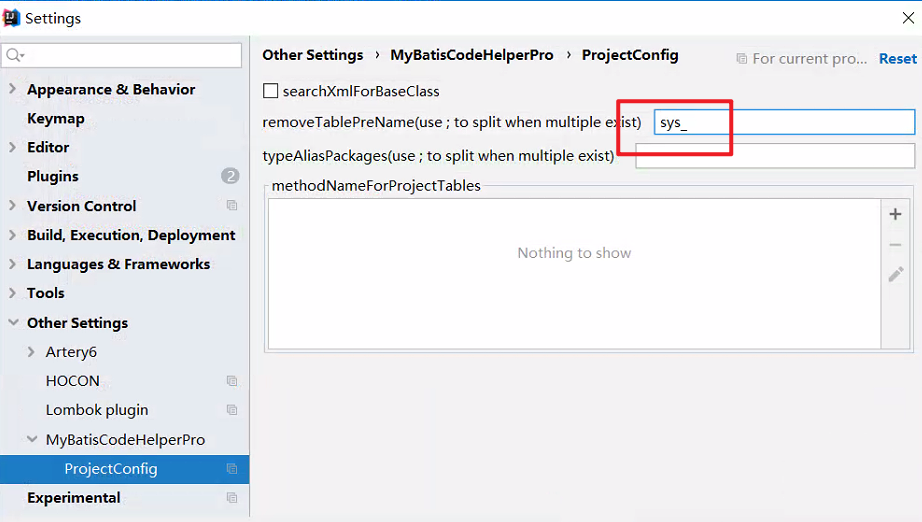 Settings
Other Settings › MyBatisCodeHelperPro › ProjectConfig
For current pro... Reset
Appearance & Behavior
Keymap
Editor
Plugins 2
Version Control
Build, Execution, Deployment
Languages & Frameworks
Tools
Other Settings
Artery6
HOCON
Lombok plugin
MyBatisCodeHelperPro
ProjectConfig
Experimental
searchXmlForBaseClass
removeTablePreName(use ; to split when multiple exist) sys_
typeAliasPackages(use ; to split when multiple exist)
methodNameForProjectTables
Nothing to show